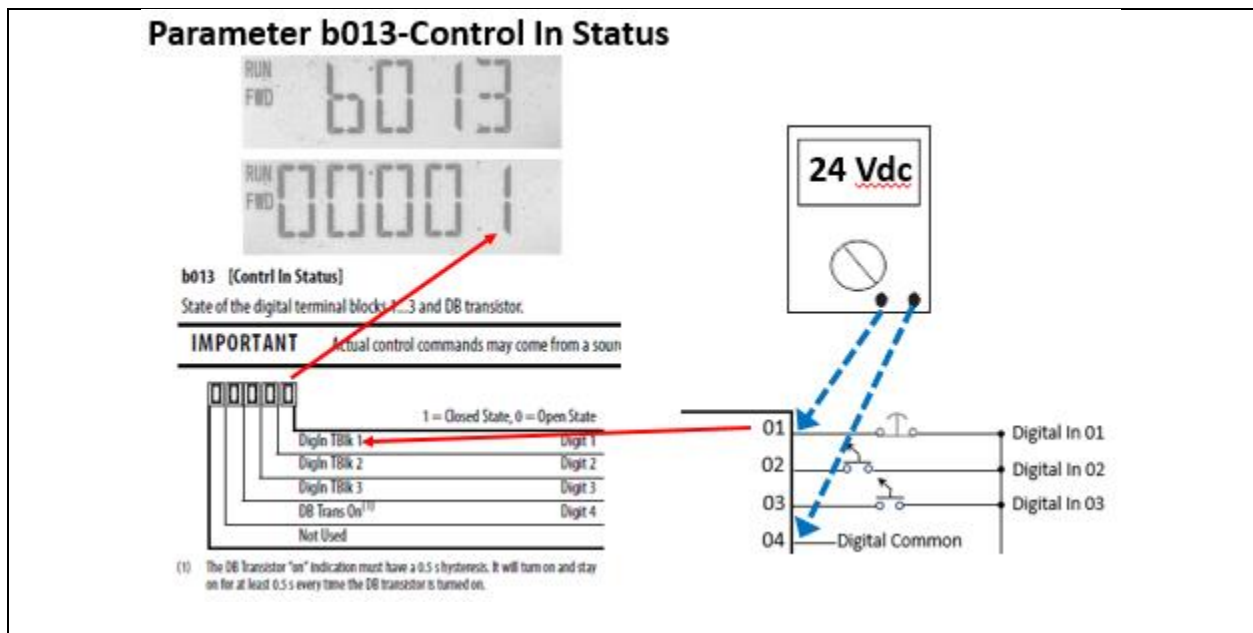 Parameter b013-Control In Status
RUN
FWD
b013
RUN
FWD
0000.1
24 Vdc
b013 [Contrl In Status]
State of the digital terminal blocks 1...3 and DB transistor.
IMPORTANT Actual control commands may come from a sour
00000
1 = Closed State, 0 = Open State
DigIn TBlk 1 Digit 1
DigIn TBlk 2 Digit 2
DigIn TBlk 3 Digit 3
DB Trans On(1) Digit 4
Not Used
(1) The DB Transistor "on" indication must have a 0.5 s hysteresis. It will turn on and stay
on for at least 0.5 s every time the DB transistor is turned on.
01 Digital In 01
02 Digital In 02
03 Digital In 03
04 Digital Common